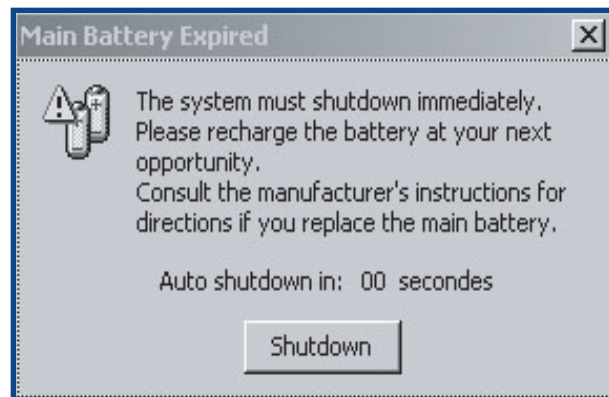 Main Battery Expired
The system must shutdown immediately.
Please recharge the battery at your next
opportunity.
Consult the manufacturer's instructions for
directions if you replace the main battery.
Auto shutdown in: 00 secondes
Shutdown